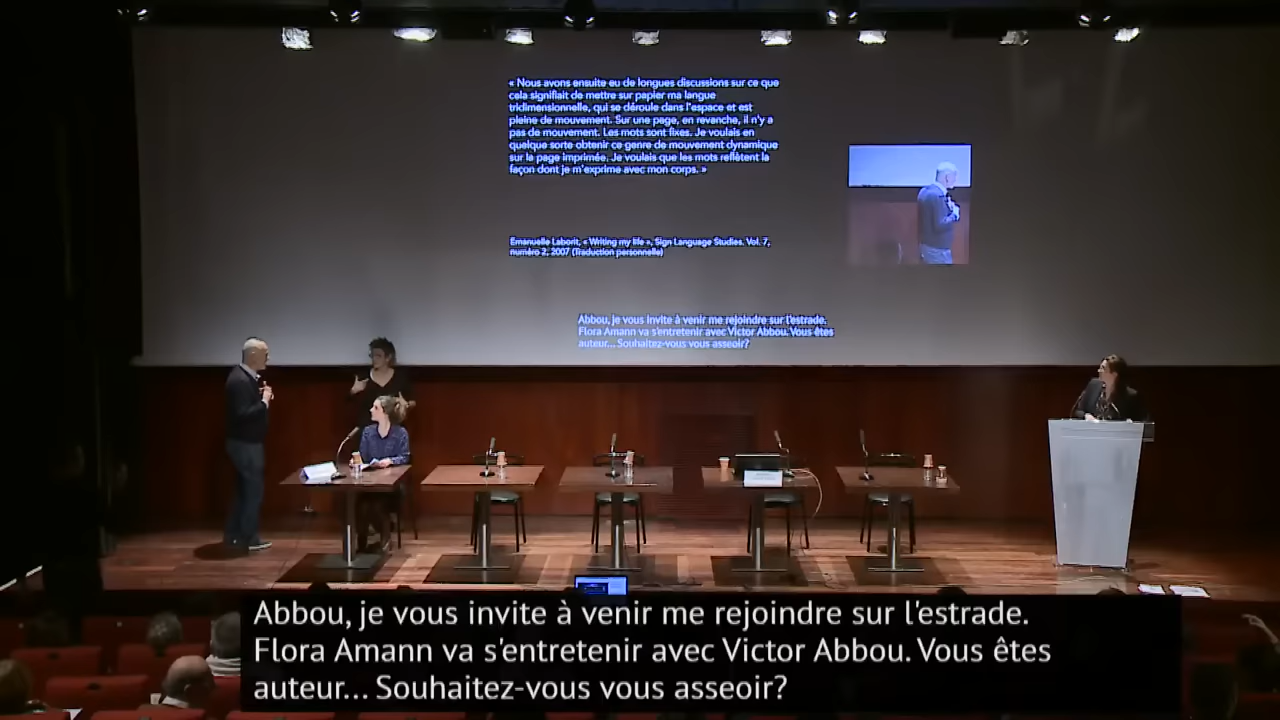 « Nous avons ensuite eu de longues discussions sur ce que
cela signifiait de mettre sur papier ma langue
tridimensionnelle, qui se déroule dans l'espace et est
pleine de mouvement. Sur une page, en revanche, il n'y a
pas de mouvement. Les mots sont fixes. Je voulais en
quelque sorte obtenir ce genre de mouvement dynamique
sur la page imprimée. Je voulais que les mots reflètent la
façon dont je m'exprime avec mon corps. »
Emanuelle Laborit, « Writing my life », Sign Language Studies. Vol. 7,
numéro 2, 2007 (Traduction personnelle)
Abbou, je vous invite à venir me rejoindre sur l'estrade.
Flora Amann va s'entretenir avec Victor Abbou. Vous êtes
auteur... Souhaitez-vous vous asseoir?
Abbou, je vous invite à venir me rejoindre sur l'estrade.
Flora Amann va s'entretenir avec Victor Abbou. Vous êtes
auteur... Souhaitez-vous vous asseoir?